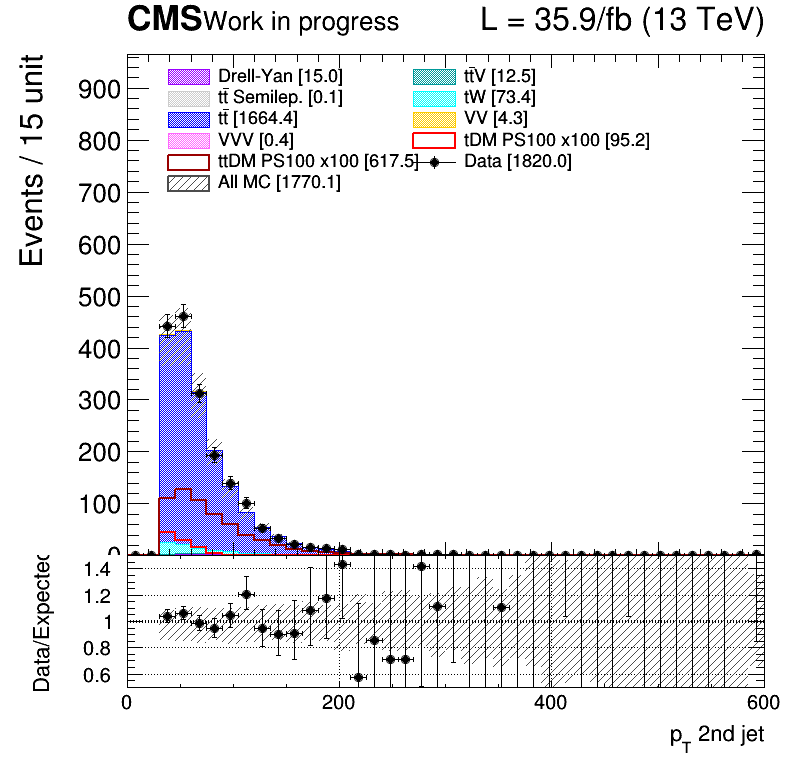 CMS Work in progress L = 35.9/fb (13 TeV)
Events / 15 unit
Drell-Yan [15.0] tt̄V [12.5]
tt̄ Semilep. [0.1] tW [73.4]
tt̄ [1664.4] VV [4.3]
VVV [0.4] tDM PS100 x100 [95.2]
ttDM PS100 x100 [617.5] Data [1820.0]
All MC [1770.1]
900
800
700
600
500
400
300
200
100
0
Data/Expected
1.4
1.2
1
0.8
0.6
0 200 400 600
p_T 2nd jet